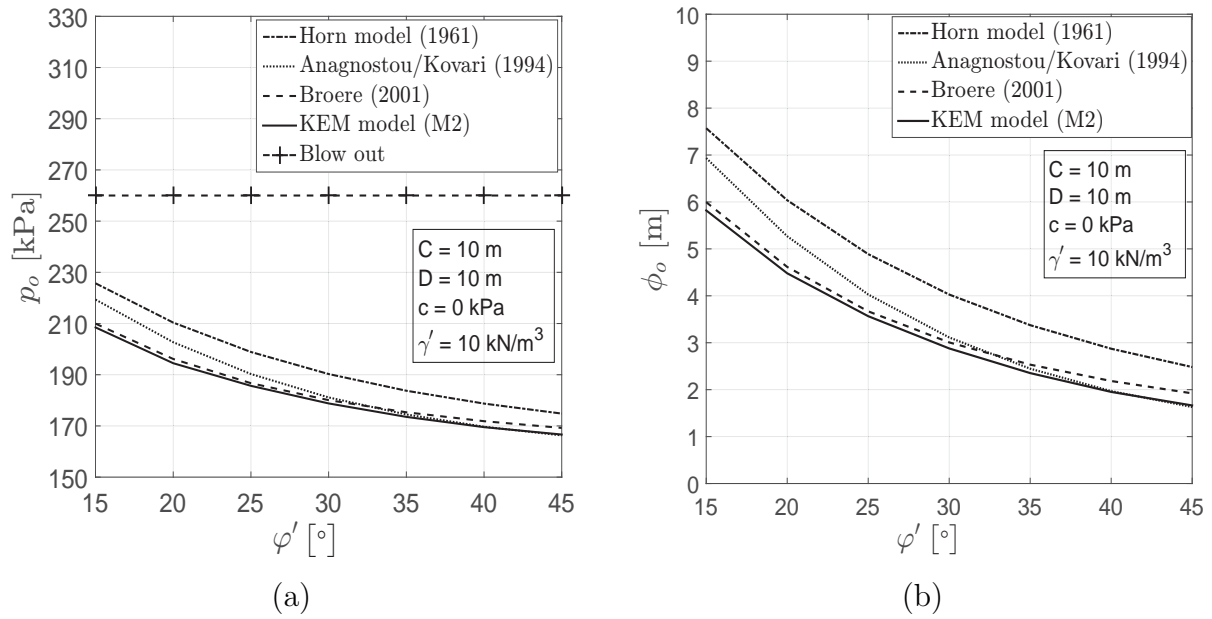 330
310
290
270
250
230
210
190
170
150
p_o [kPa]
Horn model (1961)
Anagnostou/Kovari (1994)
Broere (2001)
KEM model (M2)
Blow out
C = 10 m
D = 10 m
c = 0 kPa
γ′ = 10 kN/m³
15 20 25 30 35 40 45
φ′ [°]
(a)
10
9
8
7
6
5
4
3
2
1
0
ϕ_o [m]
Horn model (1961)
Anagnostou/Kovari (1994)
Broere (2001)
KEM model (M2)
C = 10 m
D = 10 m
c = 0 kPa
γ′ = 10 kN/m³
15 20 25 30 35 40 45
φ′ [°]
(b)